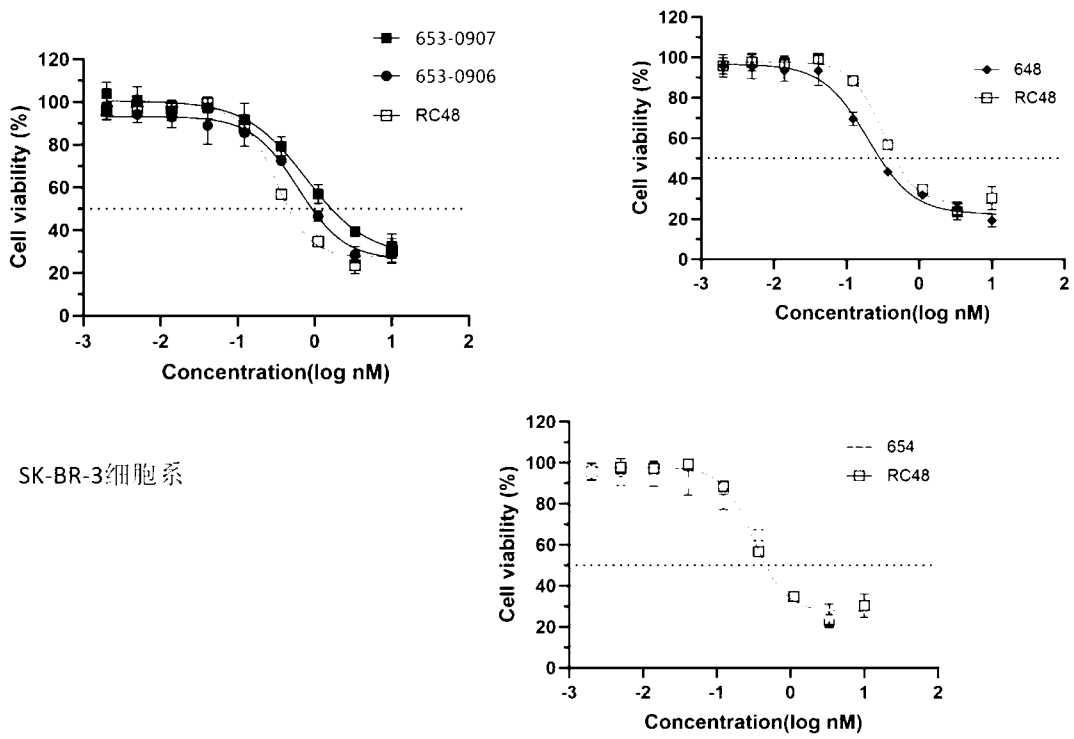 653-0907
653-0906
RC48
120
100
80
60
40
20
0
Cell viability (%)
-3 -2 -1 0 1 2
Concentration(log nM)
648
RC48
120
100
80
60
40
20
0
Cell viability (%)
-3 -2 -1 0 1 2
Concentration(log nM)
SK-BR-3细胞系
654
RC48
120
100
80
60
40
20
0
Cell viability (%)
-3 -2 -1 0 1 2
Concentration(log nM)